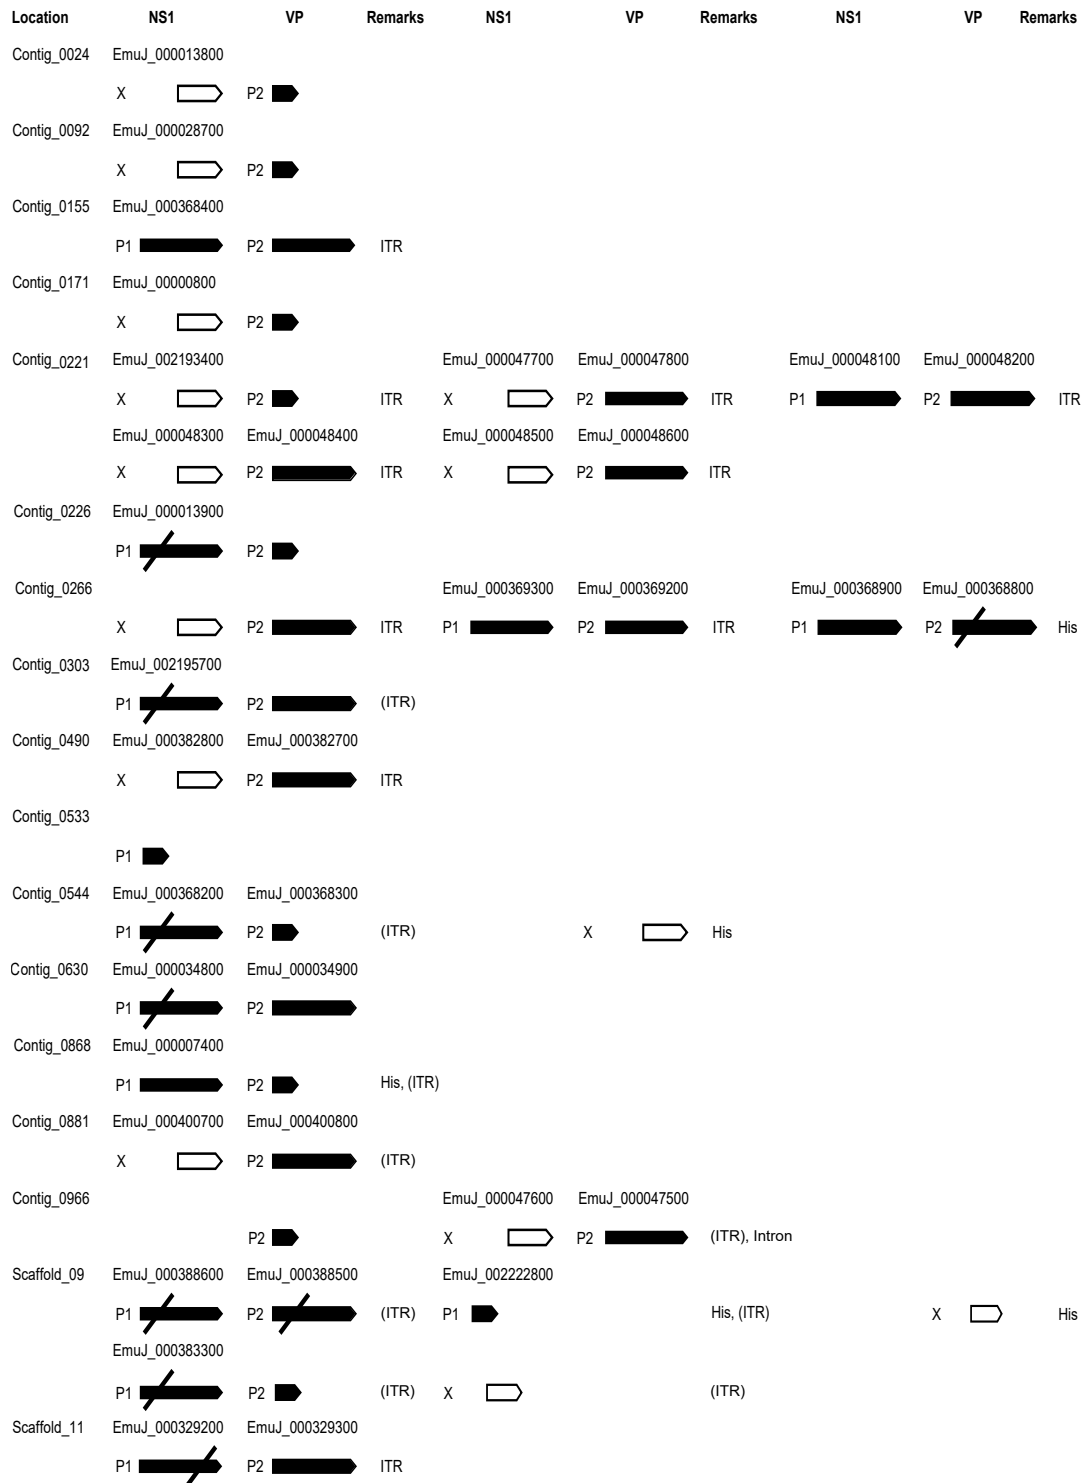 Location NS1 VP Remarks NS1 VP Remarks NS1 VP Remarks
Contig_0024 EmuJ_000013800
X P2
Contig_0092 EmuJ_000028700
X P2
Contig_0155 EmuJ_000368400
P1 P2 ITR
Contig_0171 EmuJ_00000800
X P2
Contig_0221 EmuJ_002193400 EmuJ_000047700 EmuJ_000047800 EmuJ_000048100 EmuJ_000048200
X P2 ITR X P2 ITR P1 P2 ITR
EmuJ_000048300 EmuJ_000048400 EmuJ_000048500 EmuJ_000048600
X P2 ITR X P2 ITR
Contig_0226 EmuJ_000013900
P1 P2
Contig_0266 EmuJ_000369300 EmuJ_000369200 EmuJ_000368900 EmuJ_000368800
X P2 ITR P1 P2 ITR P1 P2 His
Contig_0303 EmuJ_002195700
P1 P2 (ITR)
Contig_0490 EmuJ_000382800 EmuJ_000382700
X P2 ITR
Contig_0533
P1
Contig_0544 EmuJ_000368200 EmuJ_000368300
P1 P2 (ITR) X His
Contig_0630 EmuJ_000034800 EmuJ_000034900
P1 P2
Contig_0868 EmuJ_000007400
P1 P2 His, (ITR)
Contig_0881 EmuJ_000400700 EmuJ_000400800
X P2 (ITR)
Contig_0966 EmuJ_000047600 EmuJ_000047500
P2 X P2 (ITR), Intron
Scaffold_09 EmuJ_000388600 EmuJ_000388500 EmuJ_002222800
P1 P2 (ITR) P1 His, (ITR) X His
EmuJ_000383300
P1 P2 (ITR) X (ITR)
Scaffold_11 EmuJ_000329200 EmuJ_000329300
P1 P2 ITR